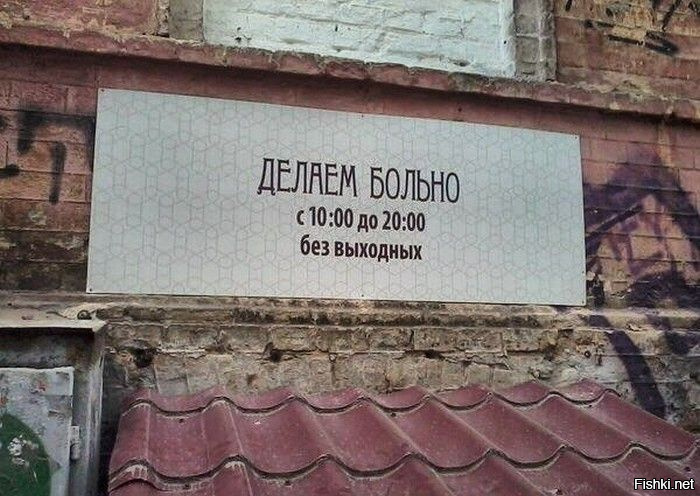 ДЕЛАЕМ БОЛЬНО
с 10:00 до 20:00
без выходных
Fishki.net